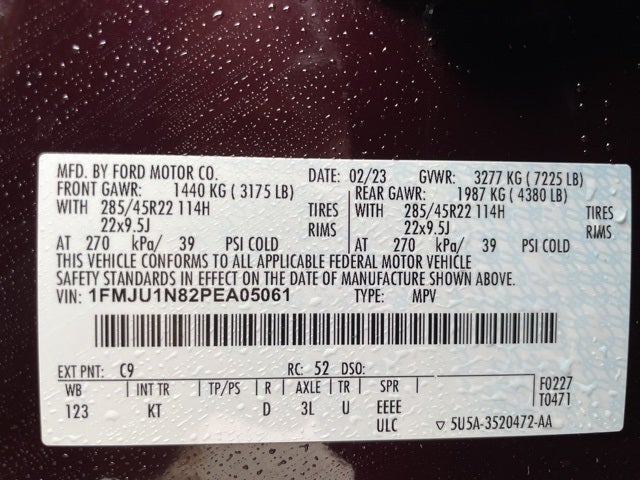 MFD. BY FORD MOTOR CO. DATE: 02/23 GVWR: 3277 KG ( 7225 LB)
FRONT GAWR: 1440 KG ( 3175 LB) REAR GAWR: 1987 KG ( 4380 LB)
WITH 285/45R22 114H TIRES WITH 285/45R22 114H TIRES
22x9.5J RIMS 22x9.5J RIMS
AT 270 kPa/ 39 PSI COLD AT 270 kPa/ 39 PSI COLD
THIS VEHICLE CONFORMS TO ALL APPLICABLE FEDERAL MOTOR VEHICLE
SAFETY STANDARDS IN EFFECT ON THE DATE OF MANUFACTURE SHOWN ABOVE.
VIN: 1FMJU1N82PEA05061 TYPE: MPV
EXT PNT: C9 RC: 52 DSO:
WB INT TR TP/PS R AXLE TR SPR F0227
123 KT D 3L U EEEE T0471
ULC ▽ 5U5A-3520472-AA